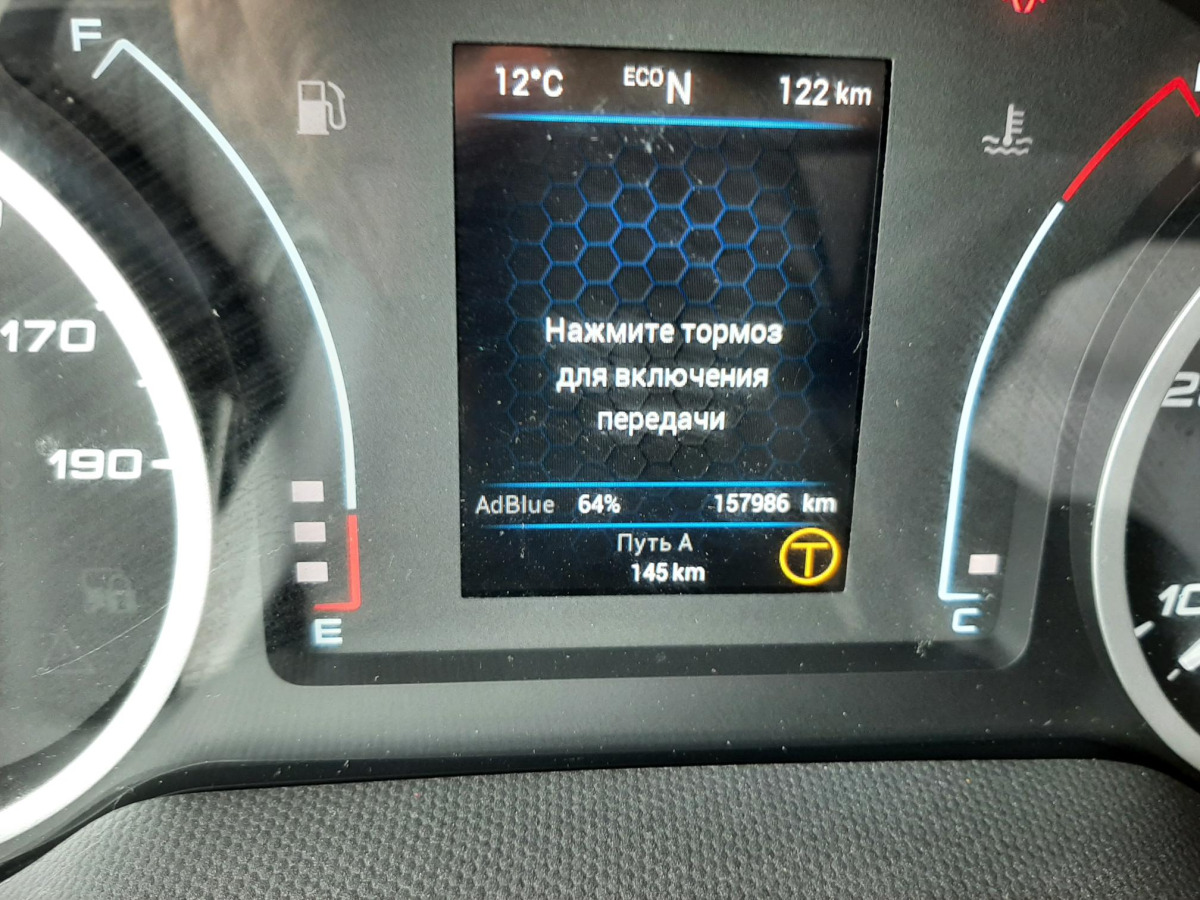 F
12°C ECO N 122 km
170
190
Нажмите тормоз
для включения
передачи
AdBlue 64% 157986 km
Путь А
145 km
T
E
C